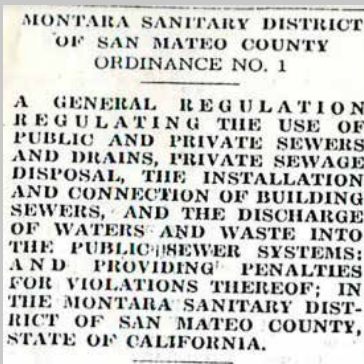 MONTARA SANITARY DISTRICT
OF SAN MATEO COUNTY
ORDINANCE NO. 1
A GENERAL REGULATION
REGULATING THE USE OF
PUBLIC AND PRIVATE SEWERS
AND DRAINS, PRIVATE SEWAGE
DISPOSAL, THE INSTALLATION
AND CONNECTION OF BUILDING
SEWERS, AND THE DISCHARGE
OF WATERS AND WASTE INTO
THE PUBLIC SEWER SYSTEMS;
AND PROVIDING PENALTIES
FOR VIOLATIONS THEREOF; IN
THE MONTARA SANITARY DIST-
RICT OF SAN MATEO COUNTY,
STATE OF CALIFORNIA.